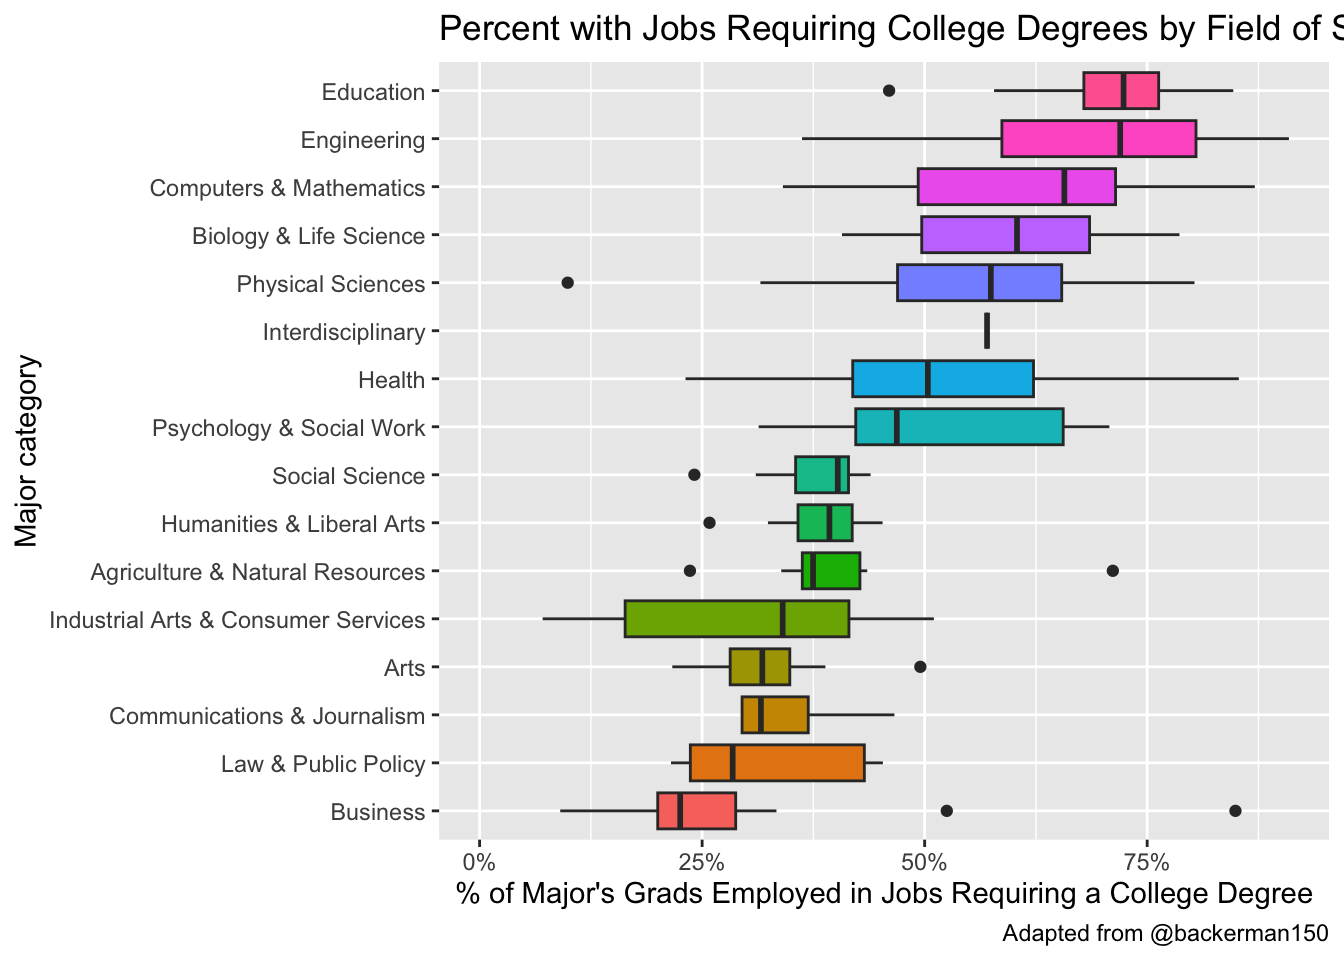 Percent with Jobs Requiring College Degrees by Field of S
Education
Engineering
Computers & Mathematics
Biology & Life Science
Physical Sciences
Interdisciplinary
Health
Psychology & Social Work
Social Science
Humanities & Liberal Arts
Agriculture & Natural Resources
Industrial Arts & Consumer Services
Arts
Communications & Journalism
Law & Public Policy
Business
Major category
0% 25% 50% 75%
% of Major's Grads Employed in Jobs Requiring a College Degree
Adapted from @backerman150